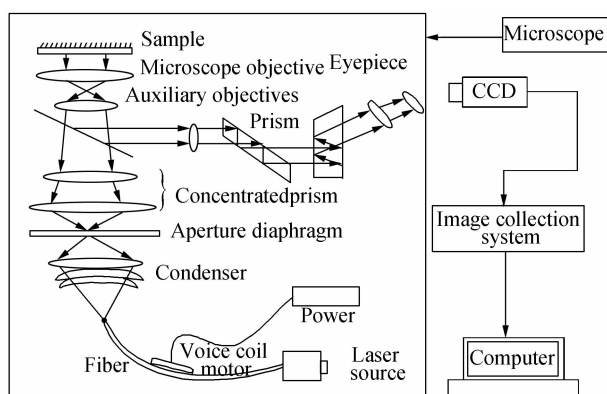 Sample
Microscope objective
Eyepiece
Auxiliary objectives
Prism
Concentratedprism
Aperture diaphragm
Condenser
Power
Fiber
Voice coil
motor
Laser
source
Microscope
CCD
Image collection
system
Computer